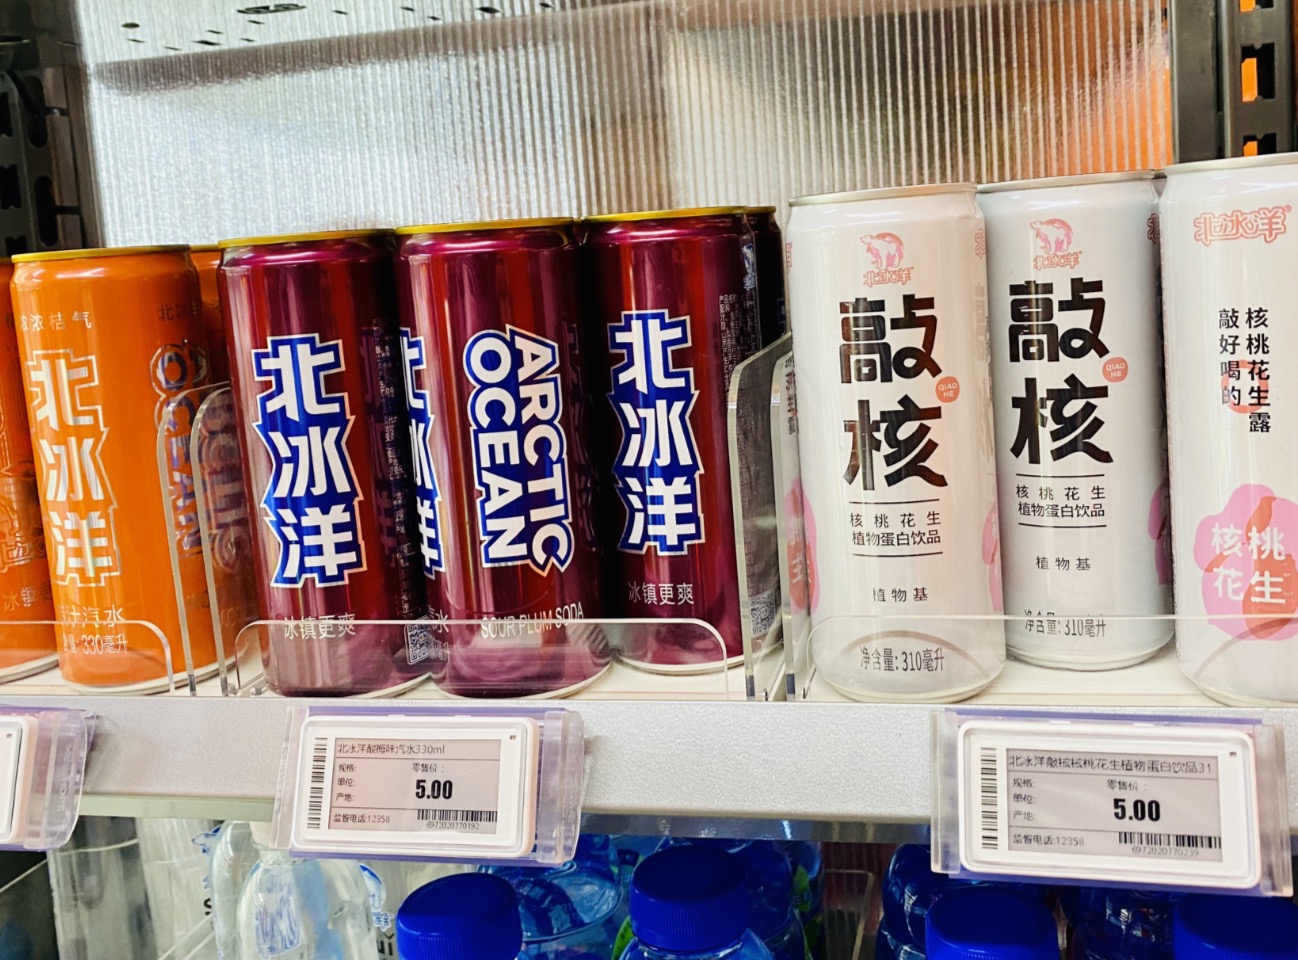 北冰洋
汁汽水
330毫升
北冰洋
冰镇更爽
ARCTIC
OCEAN
SOUR PLUM SODA
北冰洋
冰镇更爽
北冰洋
敲
核
QIAO
HE
核桃花生
植物蛋白饮品
植物基
净含量:310毫升
北冰洋
敲
核
QIAO
HE
核桃花生
植物蛋白饮品
植物基
净含量:310毫升
北冰洋
核桃花生露
敲好喝的
核桃
花生
北冰洋酸梅味汽水330ml
规格:
零售价:
单位:
5.00
产地:
监督电话:12358
6972020770192
北冰洋敲核核桃花生植物蛋白饮品31
规格:
零售价:
单位:
5.00
产地:
监督电话:12358
6972020770239